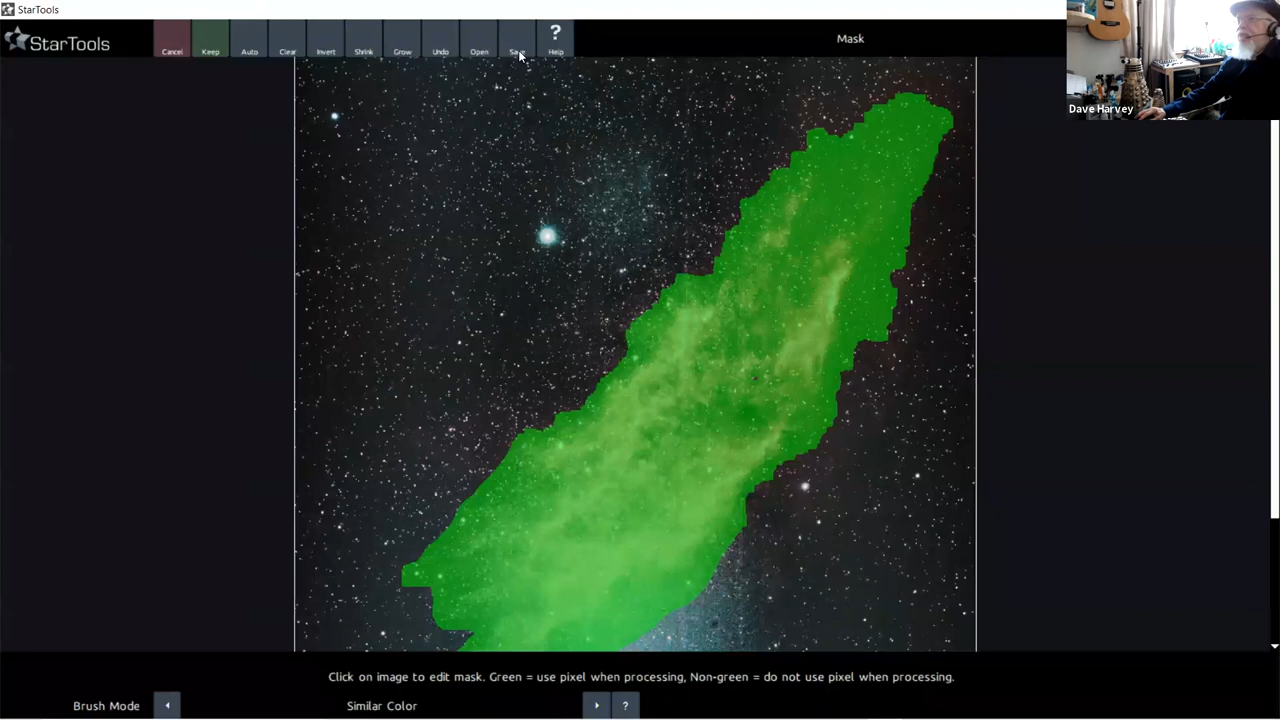 StarTools
StarTools
Cancel Keep Auto Clear Invert Shrink Grow Undo Open Save ? Help
Mask
Dave Harvey
Click on image to edit mask. Green = use pixel when processing, Non-green = do not use pixel when processing.
Brush Mode Similar Color ?